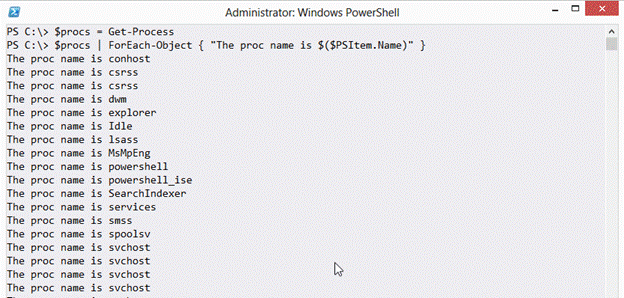 Administrator: Windows PowerShell
PS C:\> $procs = Get-Process
PS C:\> $procs | ForEach-Object { "The proc name is $($PSItem.Name)" }
The proc name is conhost
The proc name is csrss
The proc name is csrss
The proc name is dwm
The proc name is explorer
The proc name is Idle
The proc name is lsass
The proc name is MsMpEng
The proc name is powershell
The proc name is powershell_ise
The proc name is SearchIndexer
The proc name is services
The proc name is smss
The proc name is spoolsv
The proc name is svchost
The proc name is svchost
The proc name is svchost
The proc name is svchost